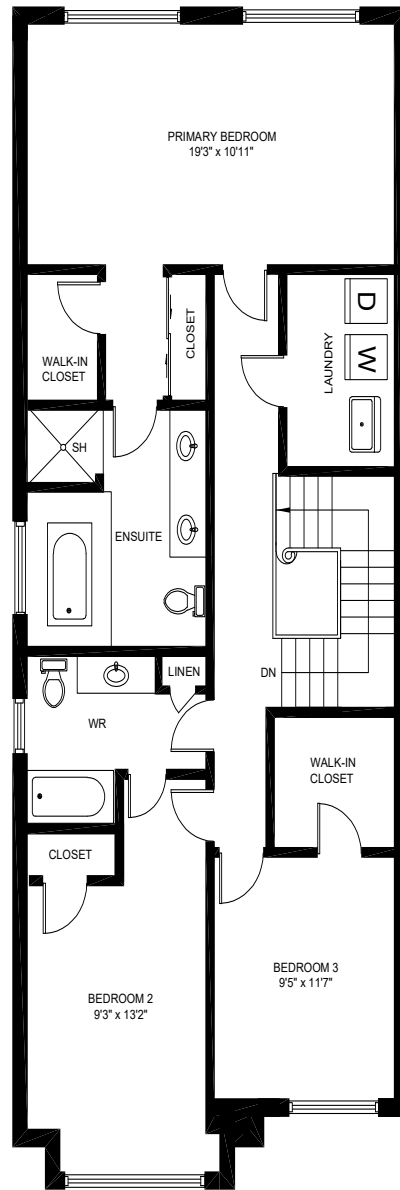 PRIMARY BEDROOM
19'3" x 10'11"
D
W
LAUNDRY
CLOSET
WALK-IN
CLOSET
SH
ENSUITE
LINEN
DN
WR
WALK-IN
CLOSET
CLOSET
BEDROOM 3
9'5" x 11'7"
BEDROOM 2
9'3" x 13'2"